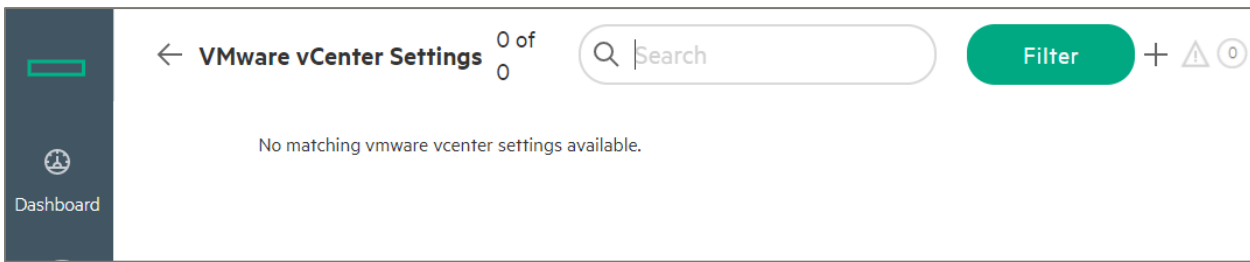 VMware vCenter Settings
0 of
0
Search
Filter
0
No matching vmware vcenter settings available.
Dashboard